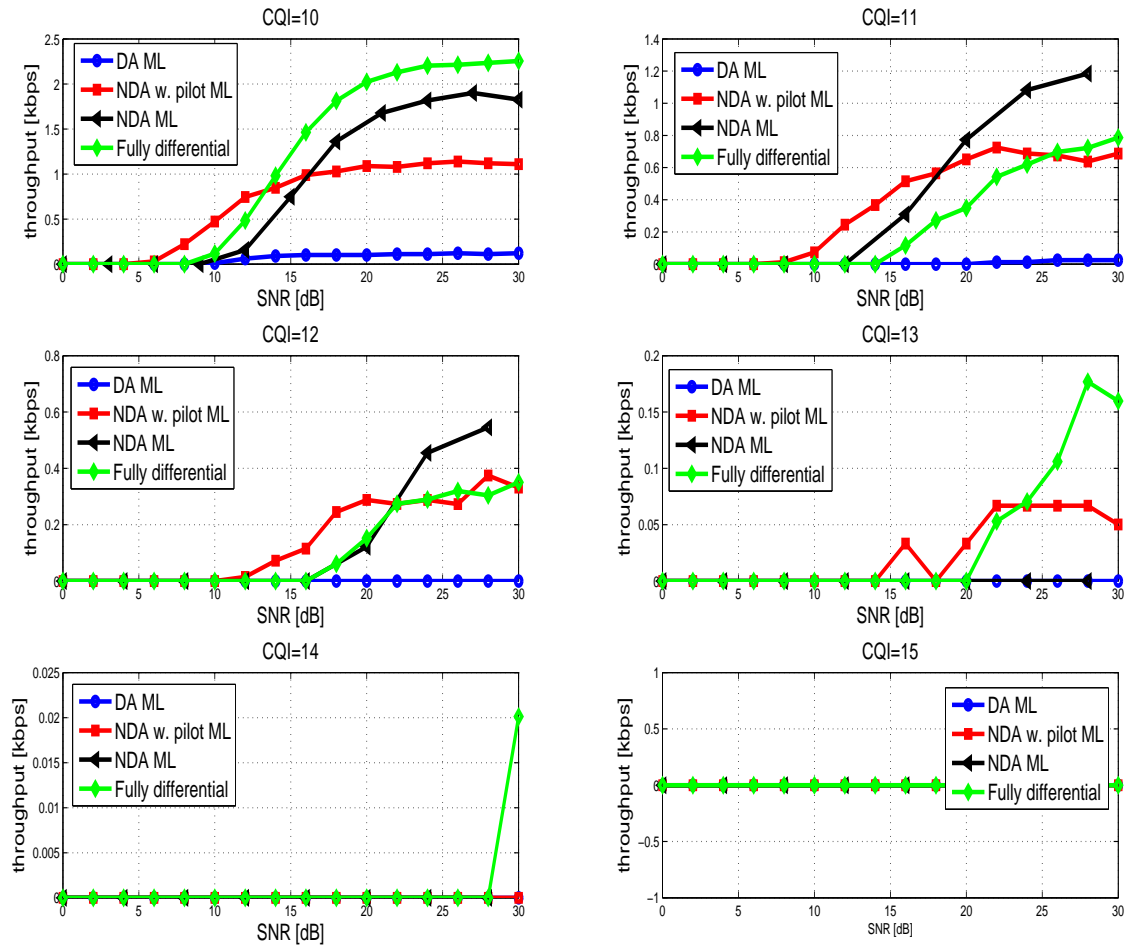 CQI=10
2.5
2
1.5
1
0.5
0
throughput [kbps]
DA ML
NDA w. pilot ML
NDA ML
Fully differential
0 5 10 15 20 25 30
SNR [dB]
CQI=11
1.4
1.2
1
0.8
0.6
0.4
0.2
0
throughput [kbps]
DA ML
NDA w. pilot ML
NDA ML
Fully differential
0 5 10 15 20 25 30
SNR [dB]
CQI=12
0.8
0.6
0.4
0.2
0
throughput [kbps]
DA ML
NDA w. pilot ML
NDA ML
Fully differential
0 5 10 15 20 25 30
SNR [dB]
CQI=13
0.2
0.15
0.1
0.05
0
throughput [kbps]
DA ML
NDA w. pilot ML
NDA ML
Fully differential
0 5 10 15 20 25 30
SNR [dB]
CQI=14
0.025
0.02
0.015
0.01
0.005
0
throughput [kbps]
DA ML
NDA w. pilot ML
NDA ML
Fully differential
0 5 10 15 20 25 30
SNR [dB]
CQI=15
1
0.5
0
−0.5
−1
throughput [kbps]
DA ML
NDA w. pilot ML
NDA ML
Fully differential
0 5 10 15 20 25 30
SNR [dB]